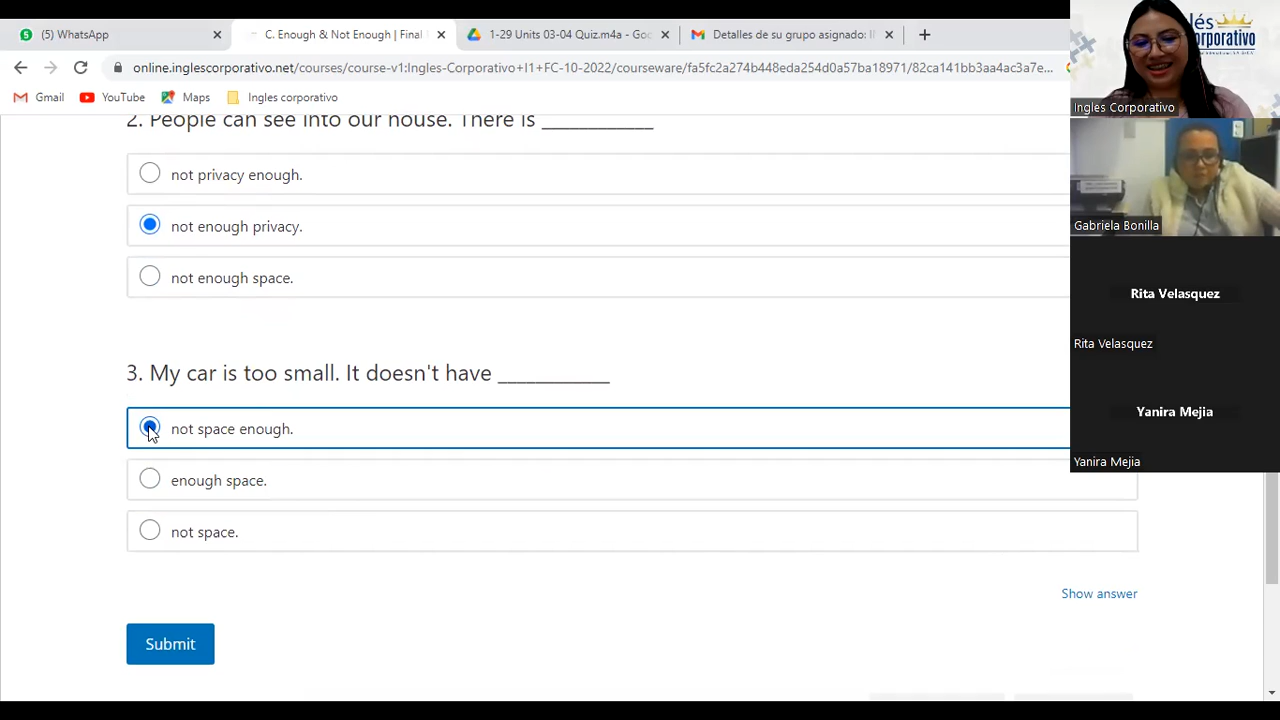 (5) WhatsApp
C. Enough & Not Enough | Final
1-29 Unit 03-04 Quiz.m4a -
Detalles de su grupo asignado:
online.inglescorporativo.net/courses/course-v1:Ingles-Corporativo+I1+FC-10-2022/courseware/fa5fc2a274b448eda254d0a57ba18971/82ca141bb3aa4ac3a7e...
Gmail
YouTube
Maps
Ingles corporativo
2. People can see into our house. There is ____________
not privacy enough.
not enough privacy.
not enough space.
3. My car is too small. It doesn't have ____________
not space enough.
enough space.
not space.
Show answer
Submit
Ingles Corporativo
Gabriela Bonilla
Rita Velasquez
Rita Velasquez
Yanira Mejia
Yanira Mejia